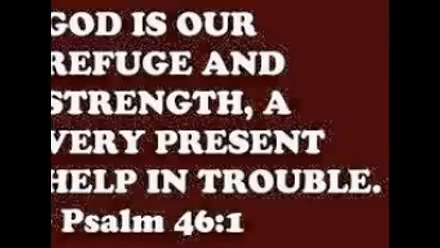 GOD IS OUR
REFUGE AND
STRENGTH, A
VERY PRESENT
HELP IN TROUBLE.
Psalm 46:1